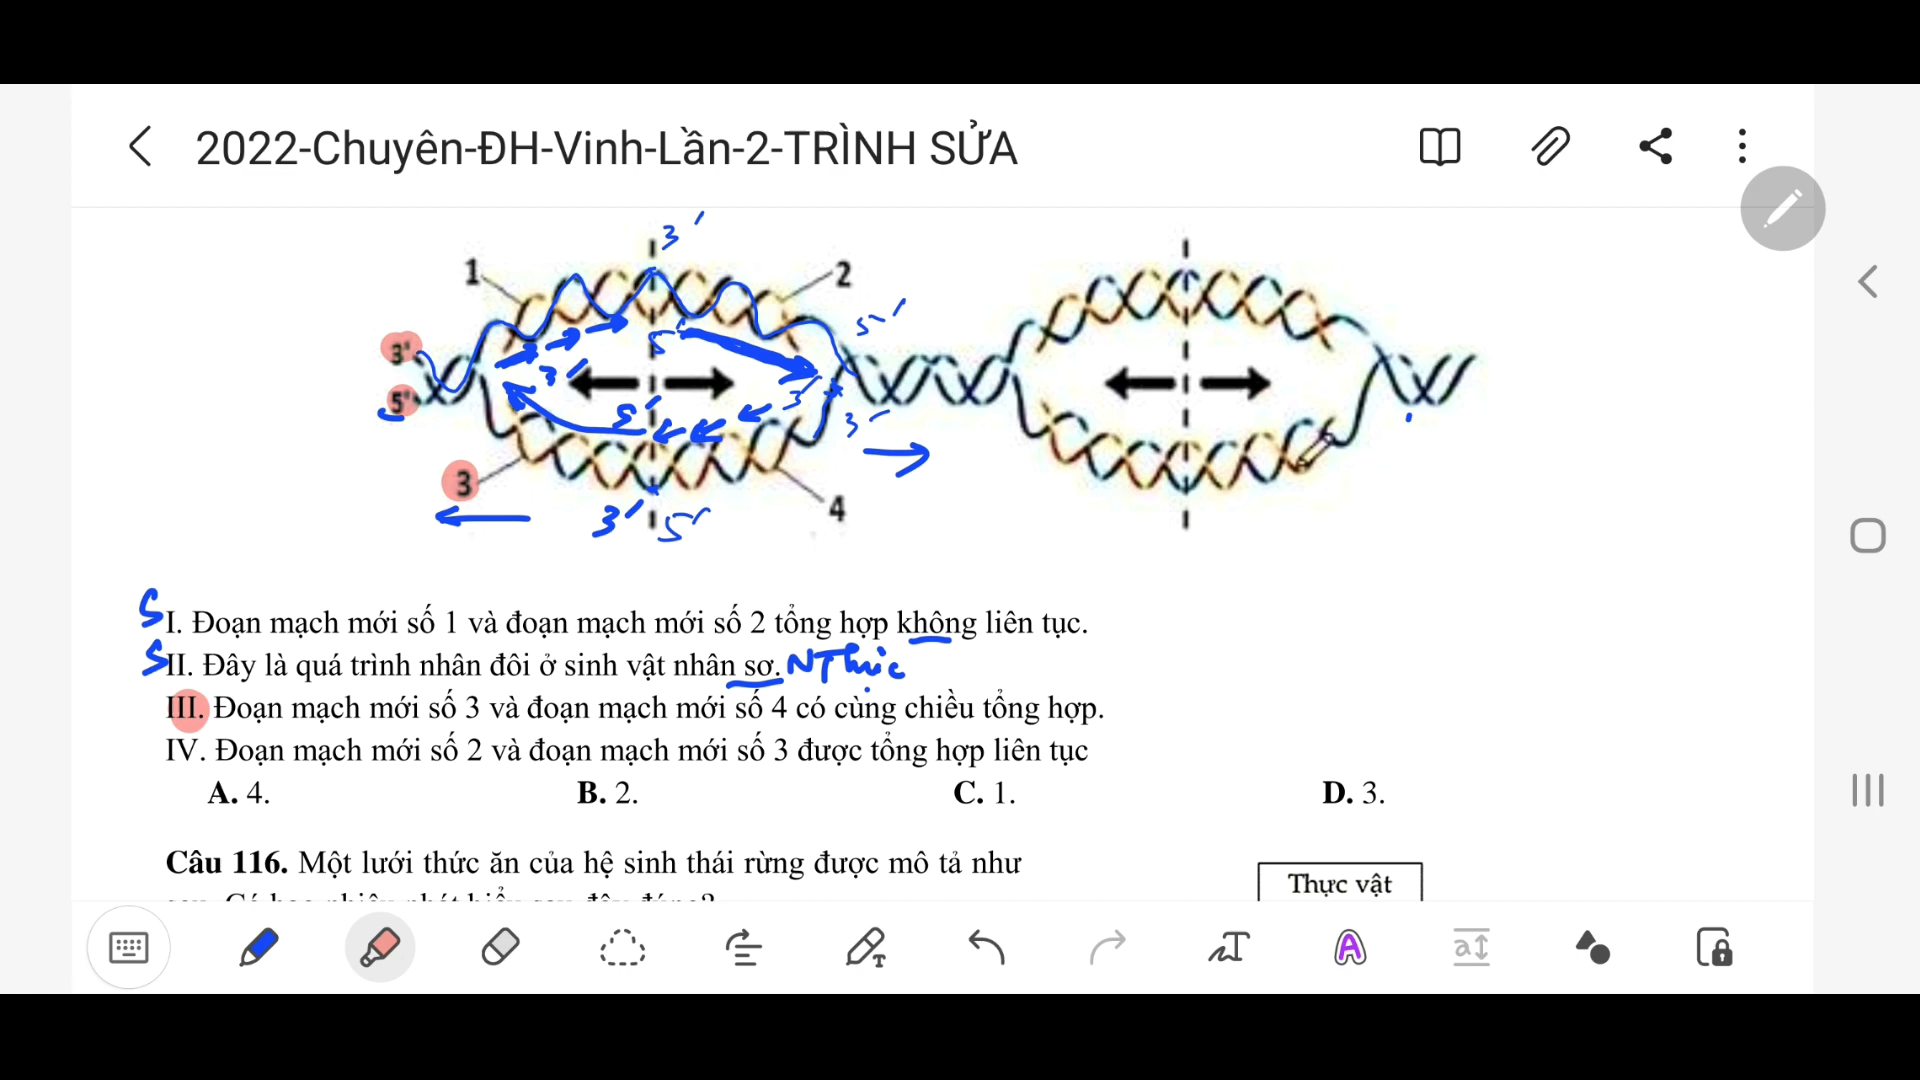 2022-Chuyên-ĐH-Vinh-Lần-2-TRÌNH SỬA
3'
1
2
5'
3'
5'
3'
5'
3'
3'
5'
3
4
3' 5'
S I. Đoạn mạch mới số 1 và đoạn mạch mới số 2 tổng hợp không liên tục.
S II. Đây là quá trình nhân đôi ở sinh vật nhân sơ. NThực
III. Đoạn mạch mới số 3 và đoạn mạch mới số 4 có cùng chiều tổng hợp.
IV. Đoạn mạch mới số 2 và đoạn mạch mới số 3 được tổng hợp liên tục
A. 4. B. 2. C. 1. D. 3.
Câu 116. Một lưới thức ăn của hệ sinh thái rừng được mô tả như
Thực vật